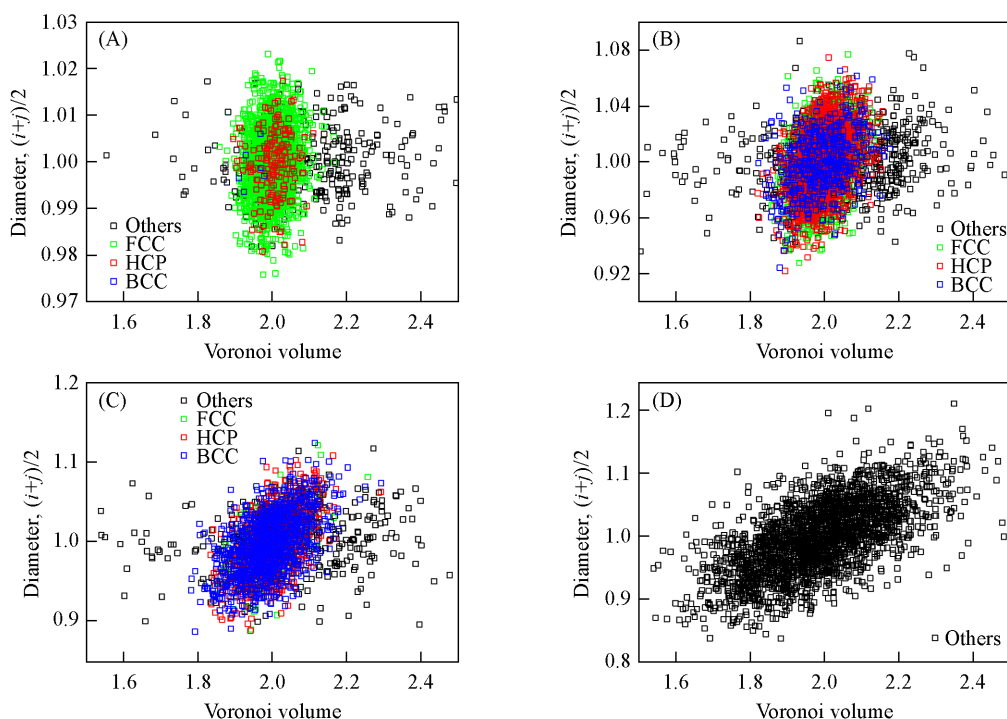 (A)
Diameter, (i+j)/2
1.03
1.02
1.01
1.00
0.99
0.98
0.97
Others
FCC
HCP
BCC
1.6
1.8
2.0
2.2
2.4
Voronoi volume
(B)
Diameter, (i+j)/2
1.08
1.04
1.00
0.96
0.92
Others
FCC
HCP
BCC
1.6
1.8
2.0
2.2
2.4
Voronoi volume
(C)
Diameter, (i+j)/2
1.2
1.1
1.0
0.9
Others
FCC
HCP
BCC
1.6
1.8
2.0
2.2
2.4
Voronoi volume
(D)
Diameter, (i+j)/2
1.2
1.1
1.0
0.9
0.8
Others
1.6
1.8
2.0
2.2
2.4
Voronoi volume